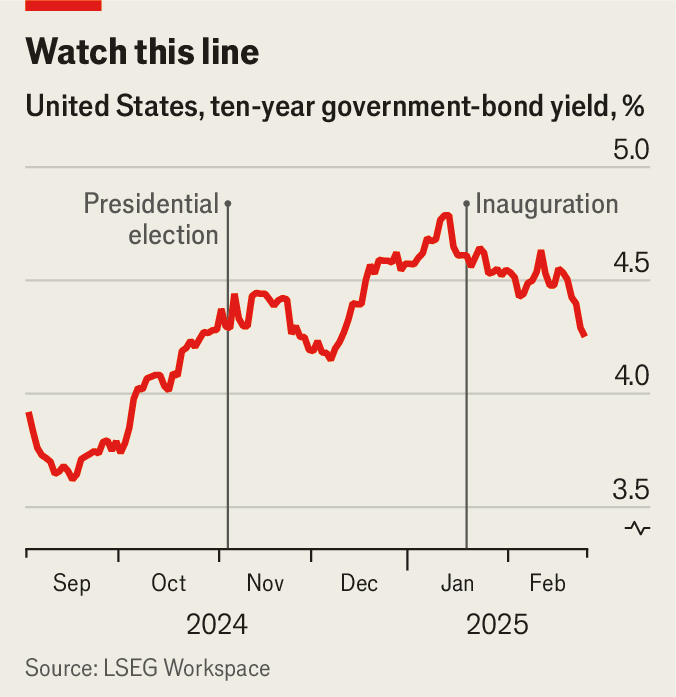 Watch this line
United States, ten-year government-bond yield, %
5.0
Presidential
election
Inauguration
4.5
4.0
3.5
Sep Oct Nov Dec Jan Feb
2024 2025
Source: LSEG Workspace